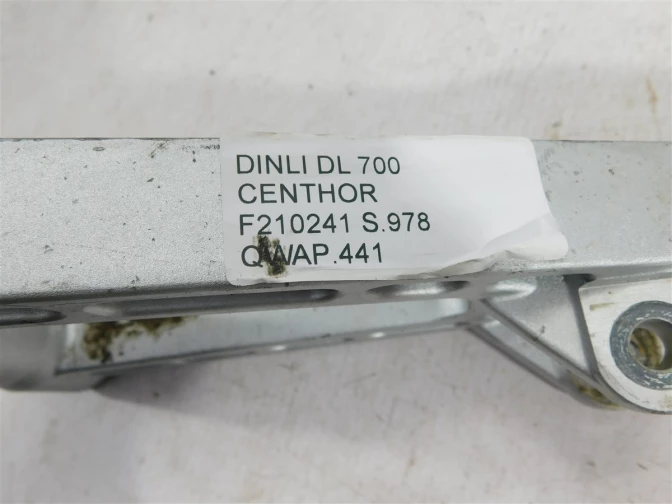 DINLI DL 700
CENTHOR
F210241 S.978
QWAP.441